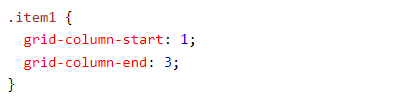 .item1 {
  grid-column-start: 1;
  grid-column-end: 3;
}